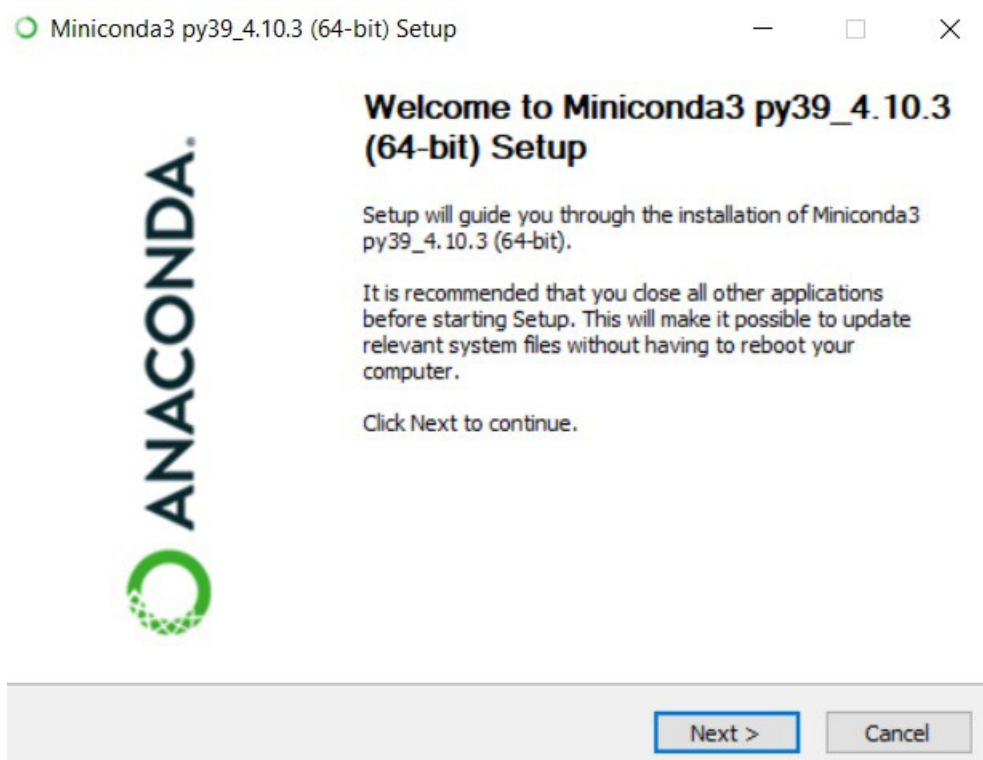 Miniconda3 py39_4.10.3 (64-bit) Setup
ANACONDA.
Welcome to Miniconda3 py39_4.10.3
(64-bit) Setup
Setup will guide you through the installation of Miniconda3
py39_4.10.3 (64-bit).
It is recommended that you close all other applications
before starting Setup. This will make it possible to update
relevant system files without having to reboot your
computer.
Click Next to continue.
Next >
Cancel